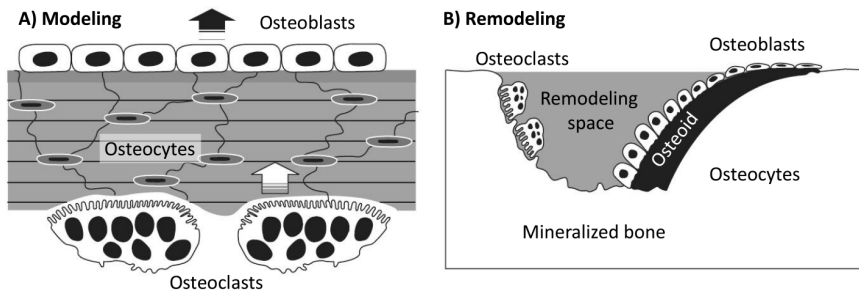 A) Modeling
Osteoblasts
Osteocytes
Osteoclasts
B) Remodeling
Osteoclasts
Osteoblasts
Remodeling
space
Osteoid
Osteocytes
Mineralized bone